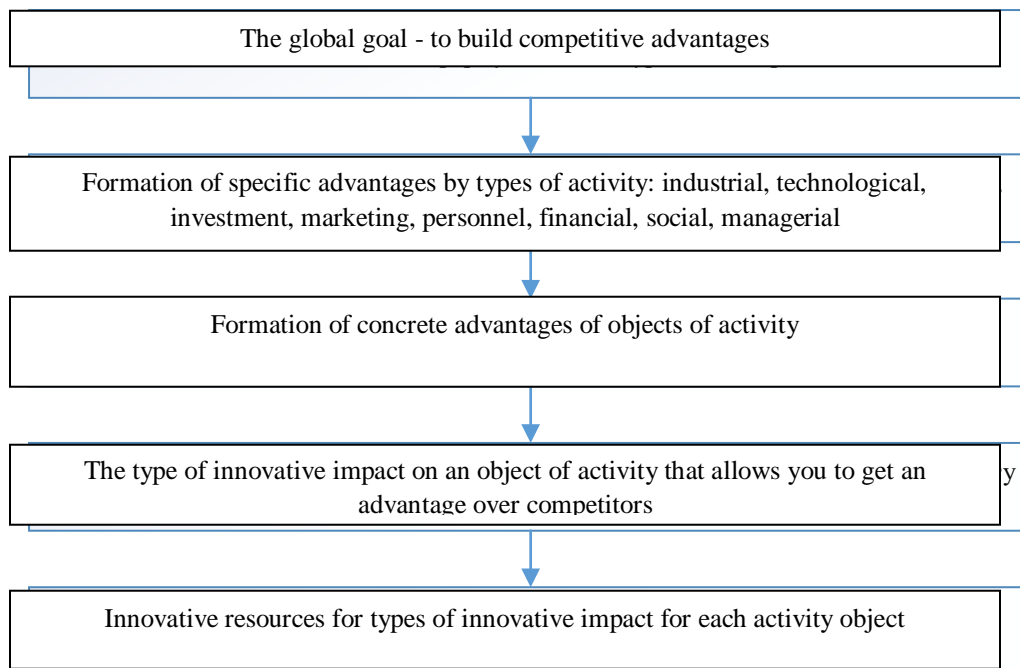 The global goal - to build competitive advantages
Formation of specific advantages by types of activity: industrial, technological,
investment, marketing, personnel, financial, social, managerial
Formation of concrete advantages of objects of activity
The type of innovative impact on an object of activity that allows you to get an
advantage over competitors
Innovative resources for types of innovative impact for each activity object